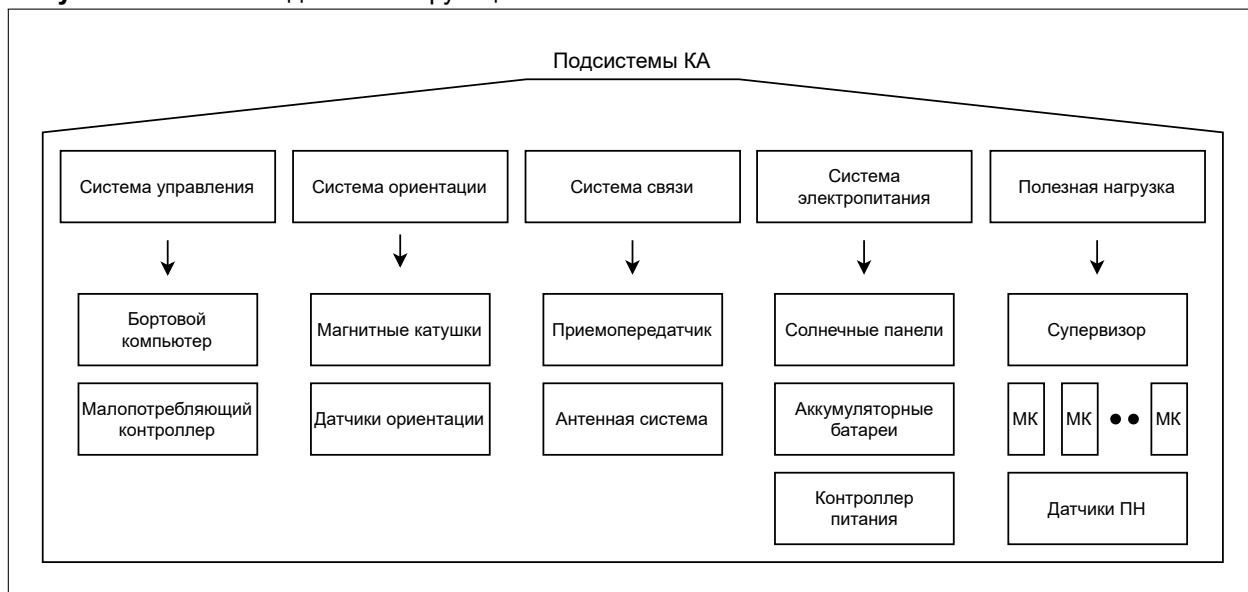 Подсистемы КА
Система управления
Система ориентации
Система связи
Система
электропитания
Полезная нагрузка
Бортовой
компьютер
Магнитные катушки
Приемопередатчик
Солнечные панели
Супервизор
Малопотребляющий
контроллер
Датчики ориентации
Антенная система
Аккумуляторные
батареи
МК
МК
МК
Контроллер
питания
Датчики ПН